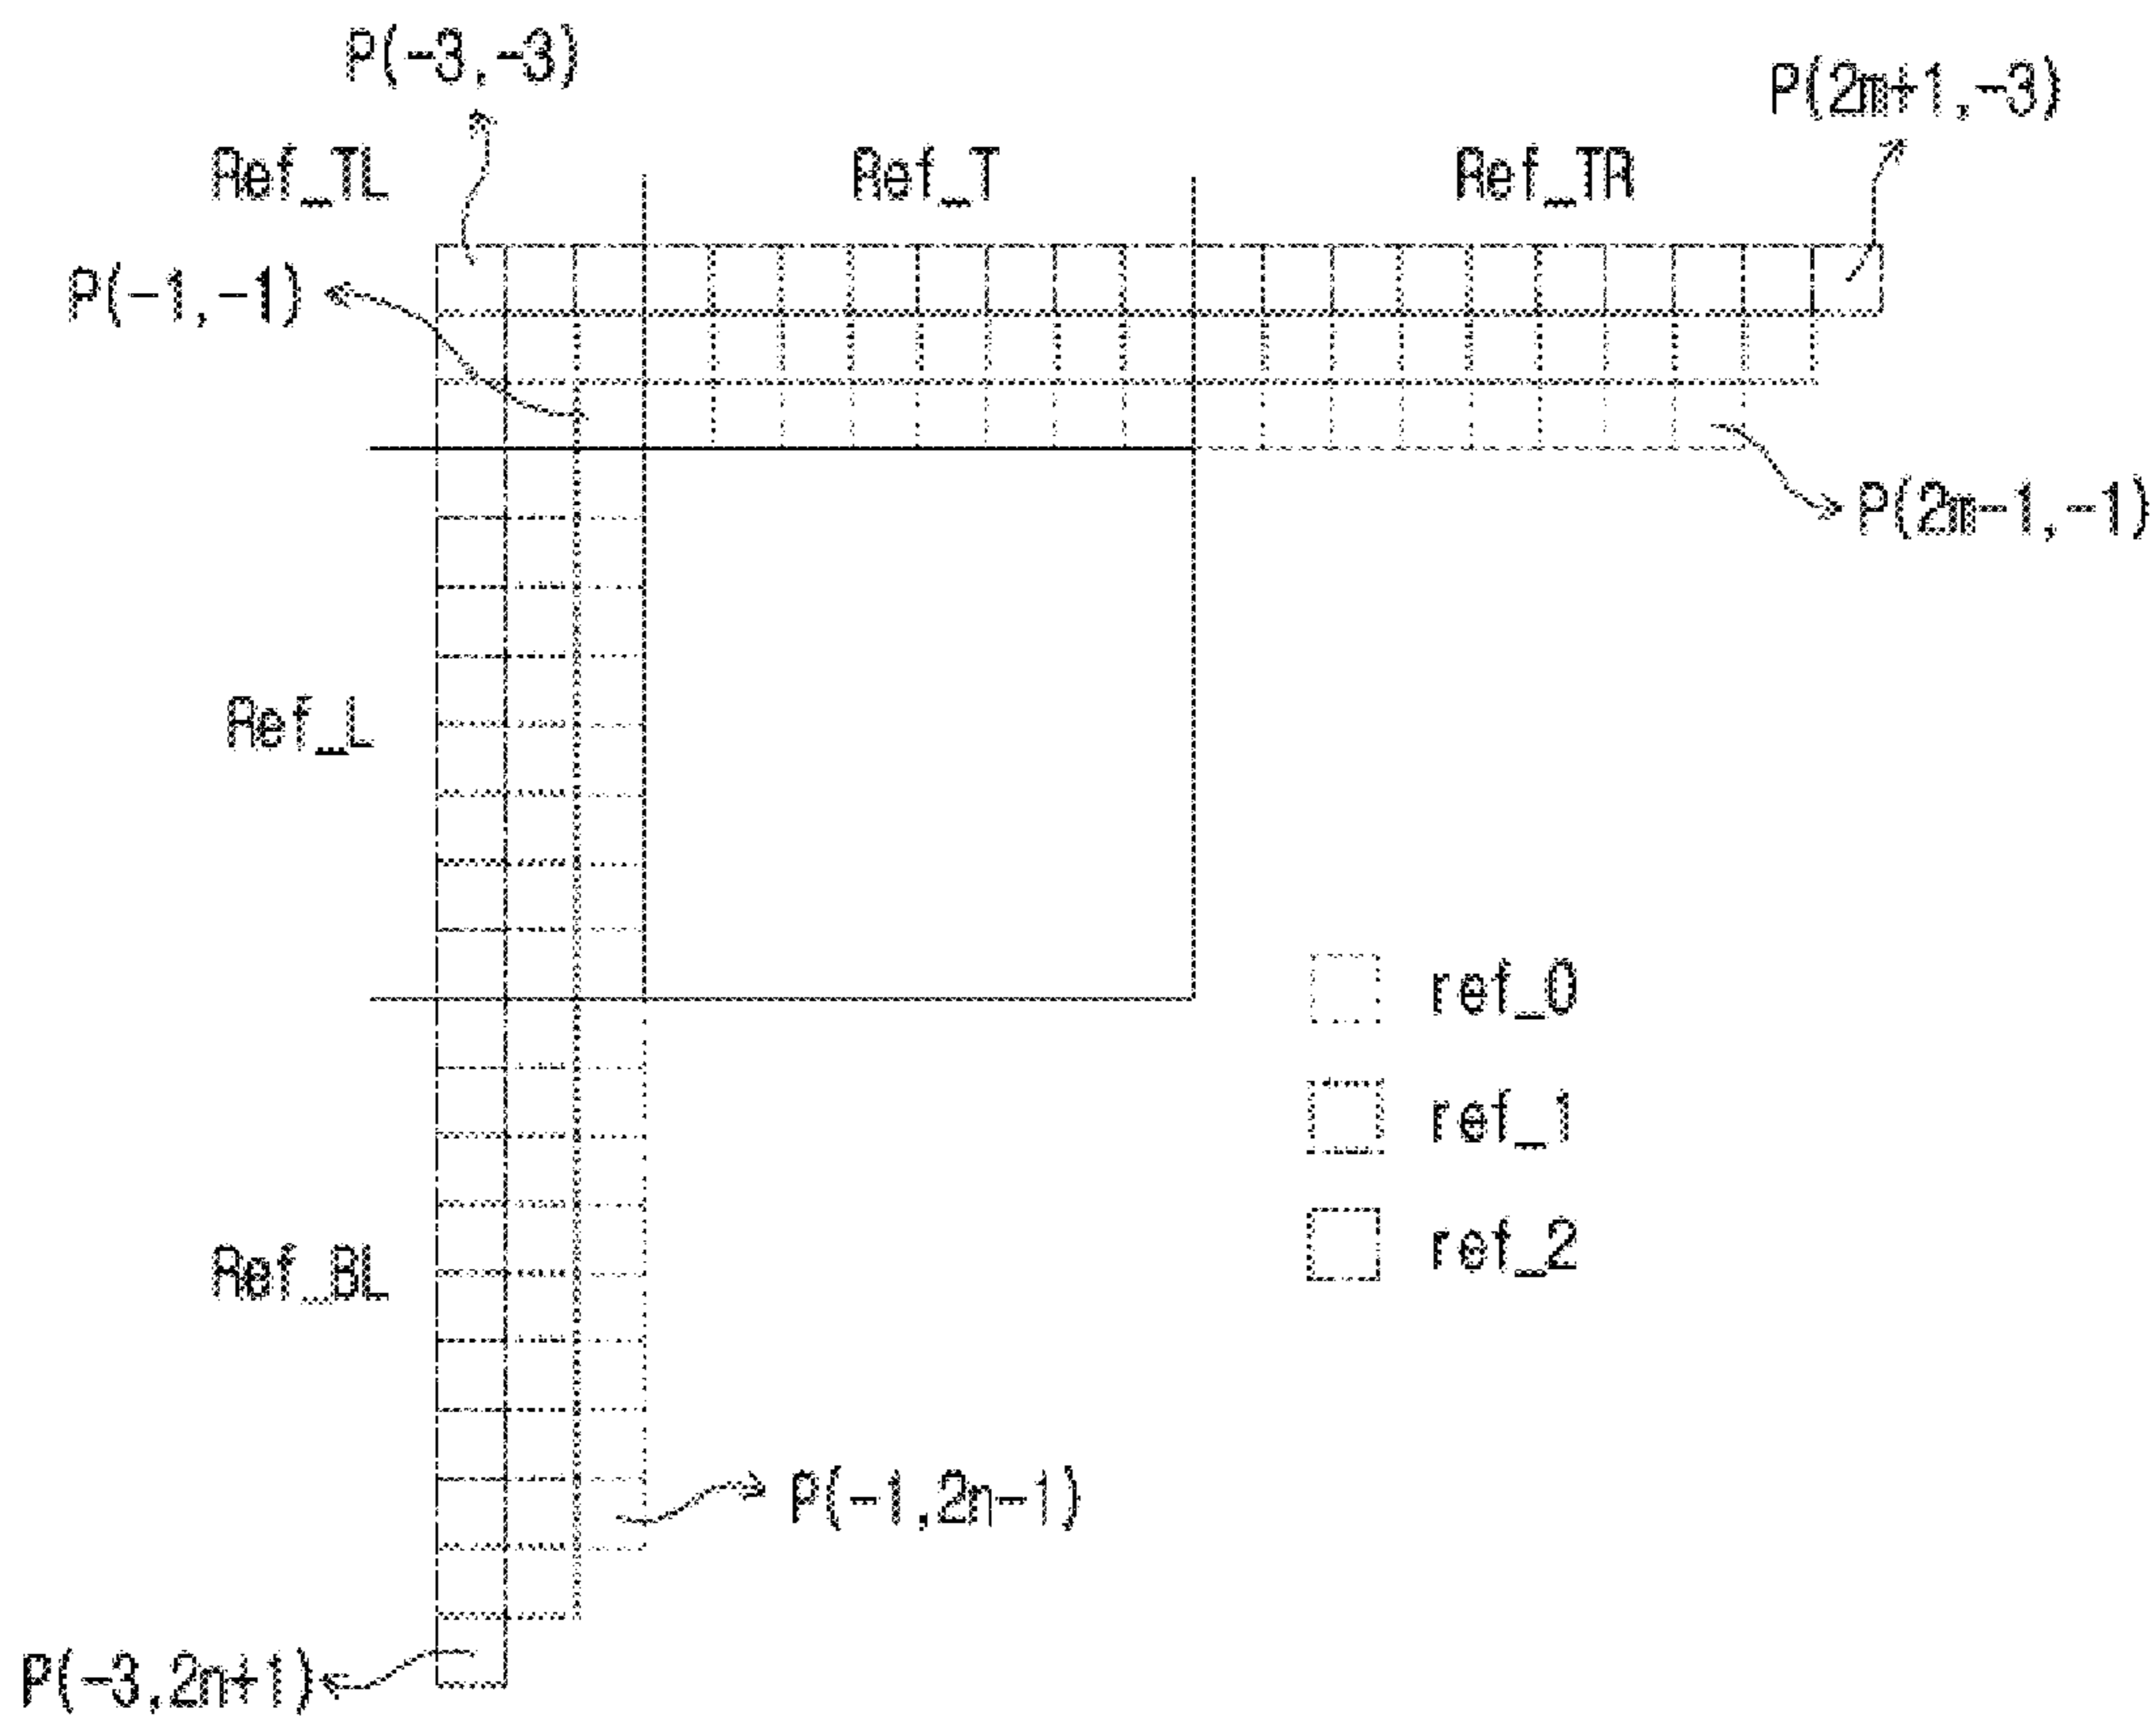 P(-3,-3)
P(2m+1,-3)
Ref_TL
Ref_T
Ref_TR
P(-1,-1)
P(2m-1,-1)
Ref_L
ref_0
ref_1
ref_2
Ref_BL
P(-1,2n-1)
P(-3,2n+1)